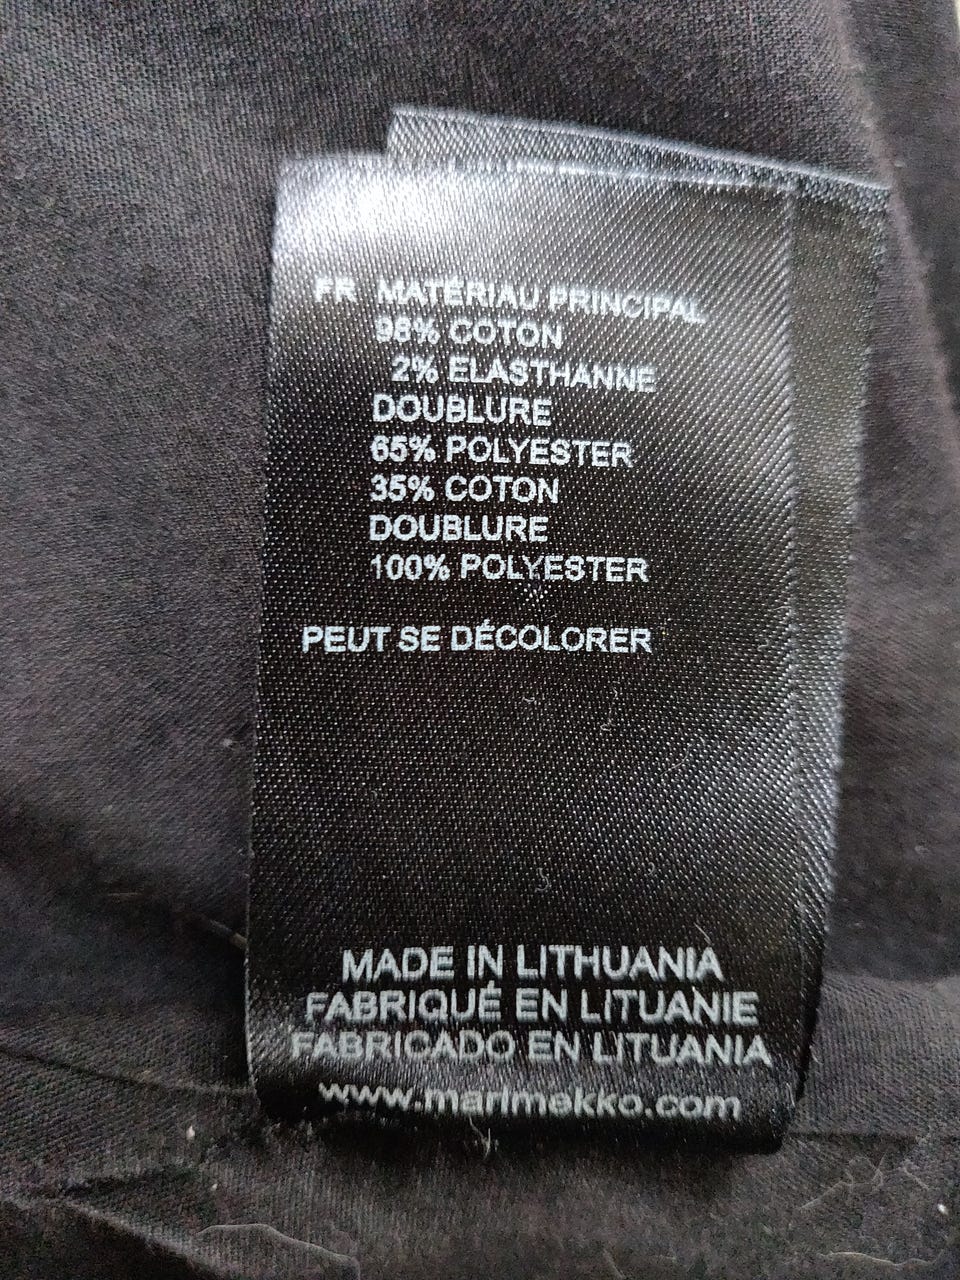 FR MATÉRIAU PRINCIPAL
98% COTON
2% ELASTHANNE
DOUBLURE
65% POLYESTER
35% COTON
DOUBLURE
100% POLYESTER
PEUT SE DÉCOLORER
MADE IN LITHUANIA
FABRIQUÉ EN LITUANIE
FABRICADO EN LITUANIA
www.marimekko.com